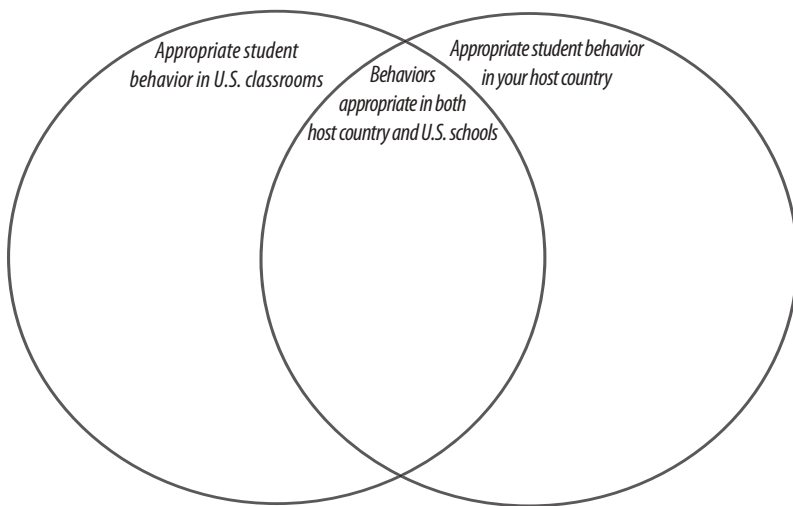 Appropriate student
behavior in U.S. classrooms
Behaviors
appropriate in both
host country and U.S. schools
Appropriate student behavior
in your host country